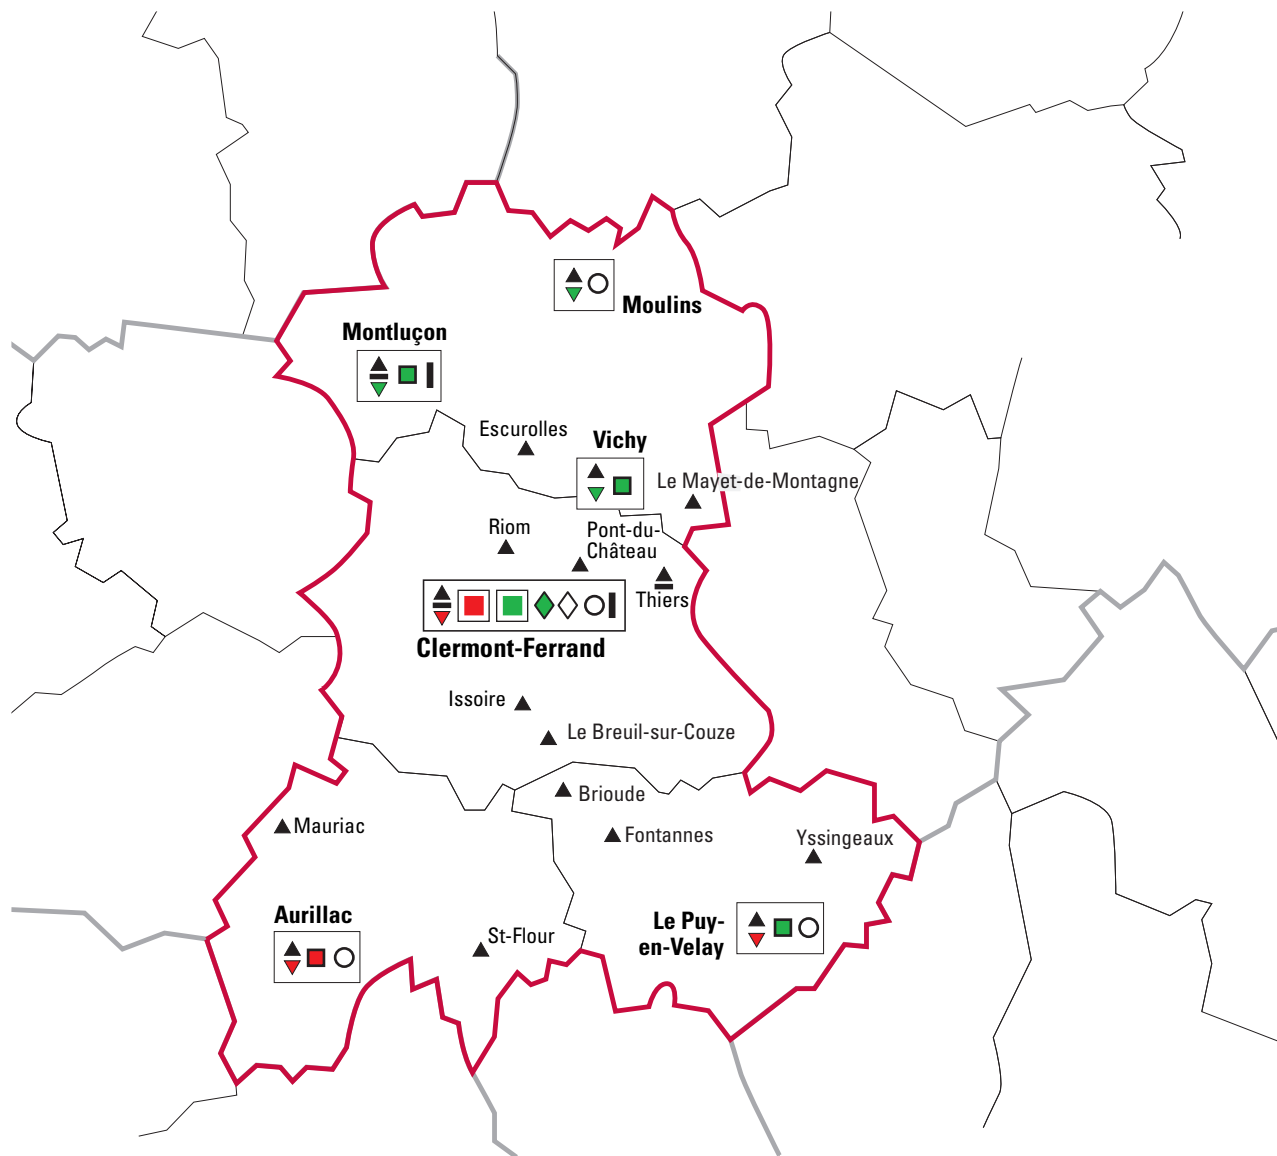 Moulins
Montluçon
Escurolles
Vichy
Le Mayet-de-Montagne
Riom
Pont-du-
Château
Thiers
Clermont-Ferrand
Issoire
Le Breuil-sur-Couze
Brioude
Mauriac
Fontannes
Yssingeaux
Aurillac
St-Flour
Le Puy-
en-Velay